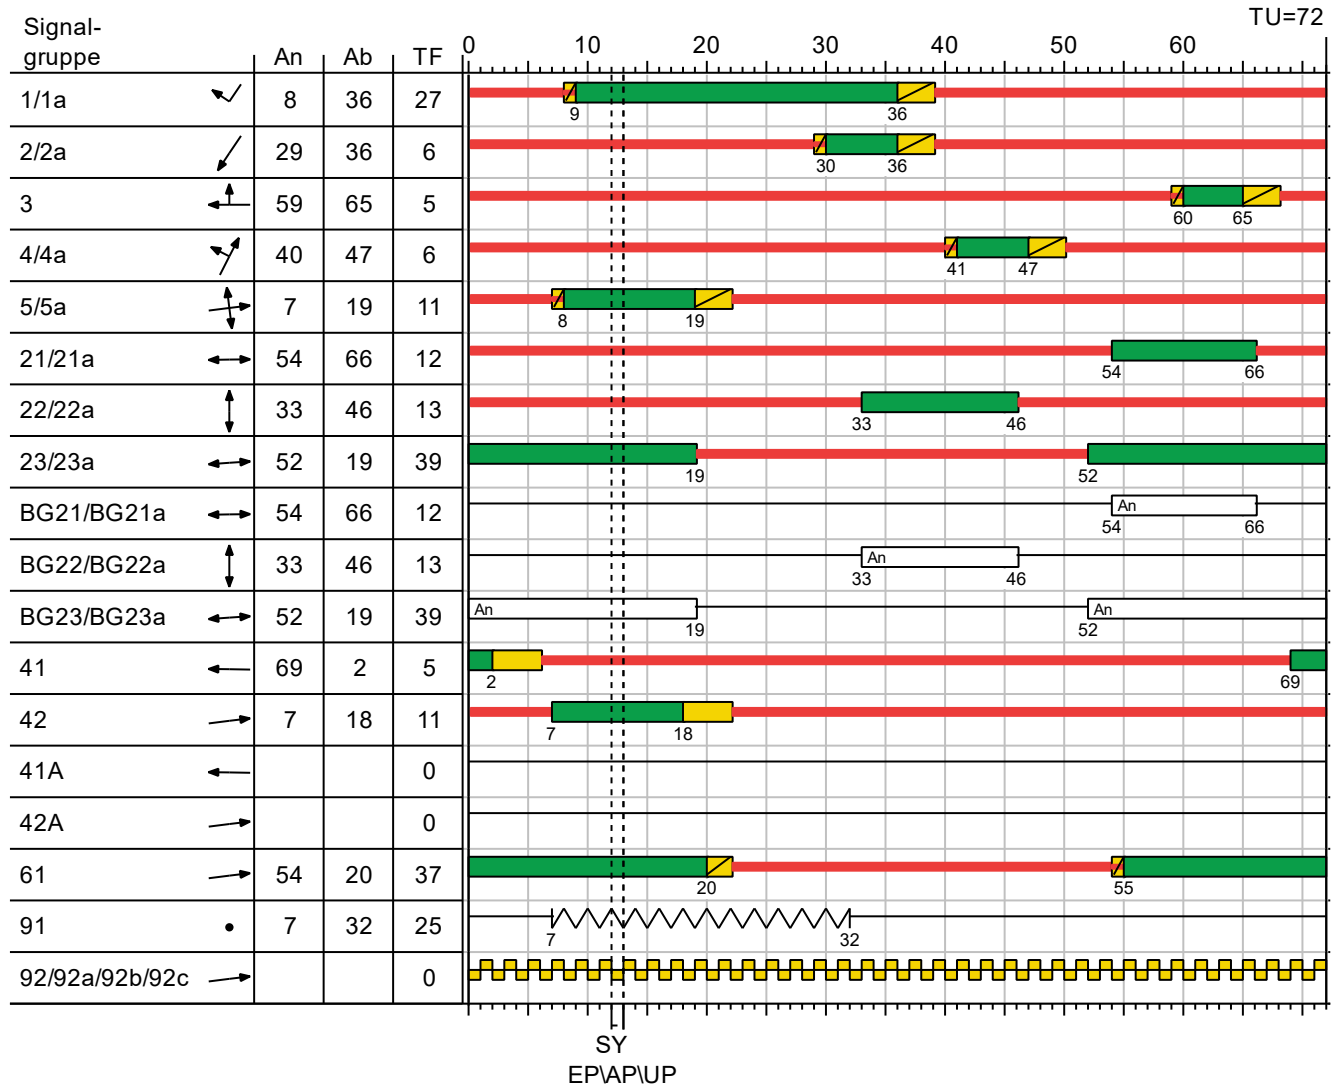 TU=72
Signal-
gruppe An Ab TF 0 10 20 30 40 50 60
1/1a 8 36 27
9 36
2/2a 29 36 6
30 36
3 59 65 5
60 65
4/4a 40 47 6
41 47
5/5a 7 19 11
8 19
21/21a 54 66 12
54 66
22/22a 33 46 13
33 46
23/23a 52 19 39
19 52
BG21/BG21a 54 66 12 An
54 66
BG22/BG22a 33 46 13 An
33 46
BG23/BG23a 52 19 39 An An
19 52
41 69 2 5
2 69
42 7 18 11
7 18
41A 0
42A 0
61 54 20 37
20 55
91 7 32 25
7 32
92/92a/92b/92c 0
SY
EP\AP\UP